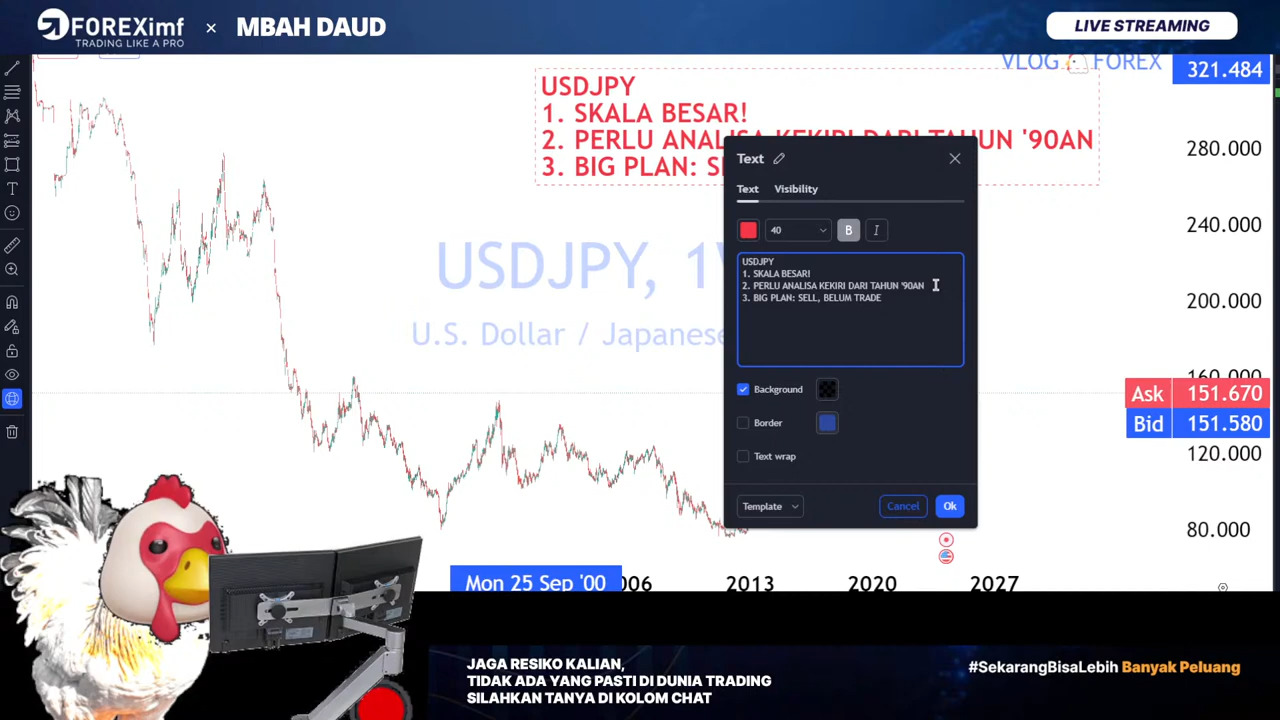 FOREXimf
TRADING LIKE A PRO
×
MBAH DAUD
LIVE STREAMING
VLOG FOREX
321.484
USDJPY
1. SKALA BESAR!
2. PERLU ANALISA KEKIRI DARI TAHUN '90AN
3. BIG PLAN: SE
280.000
240.000
200.000
160.000
Ask 151.670
Bid 151.580
120.000
80.000
USDJPY, 1W
U.S. Dollar / Japanese
Text
Text Visibility
40 B I
USDJPY
1. SKALA BESAR!
2. PERLU ANALISA KEKIRI DARI TAHUN '90AN
3. BIG PLAN: SELL, BELUM TRADE
Background
Border
Text wrap
Template Cancel Ok
Mon 25 Sep '00 006 2013 2020 2027
JAGA RESIKO KALIAN,
TIDAK ADA YANG PASTI DI DUNIA TRADING
SILAHKAN TANYA DI KOLOM CHAT
#SekarangBisaLebih Banyak Peluang